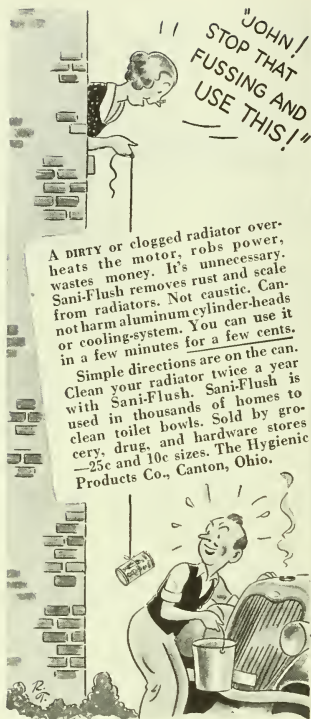 "JOHN!
STOP THAT
FUSSING AND
USE THIS!"
A DIRTY or clogged radiator over-
heats the motor, robs power,
wastes money. It's unnecessary.
Sani-Flush removes rust and scale
from radiators. Not caustic. Can-
not harm aluminum cylinder-heads
or cooling-system. You can use it
in a few minutes for a few cents.
Simple directions are on the can.
Clean your radiator twice a year
with Sani-Flush. Sani-Flush is
used in thousands of homes to
clean toilet bowls. Sold by gro-
cery, drug, and hardware stores
—25c and 10c sizes. The Hygienic
Products Co., Canton, Ohio.